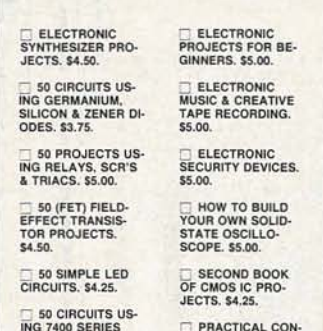 ELECTRONIC
SYNTHESIZER PRO-
JECTS. $4.50.
50 CIRCUITS US-
ING GERMANIUM,
SILICON & ZENER DI-
ODES. $3.75.
50 PROJECTS US-
ING RELAYS, SCR'S
& TRIACS. $5.00.
50 (FET) FIELD-
EFFECT TRANSIS-
TOR PROJECTS.
$4.50.
50 SIMPLE LED
CIRCUITS. $4.25.
50 CIRCUITS US-
ING 7400 SERIES
ELECTRONIC
PROJECTS FOR BE-
GINNERS. $5.00.
ELECTRONIC
MUSIC & CREATIVE
TAPE RECORDING.
$5.00.
ELECTRONIC
SECURITY DEVICES.
$5.00.
HOW TO BUILD
YOUR OWN SOLID-
STATE OSCILLO-
SCOPE. $5.00.
SECOND BOOK
OF CMOS IC PRO-
JECTS. $4.25.
PRACTICAL CON-